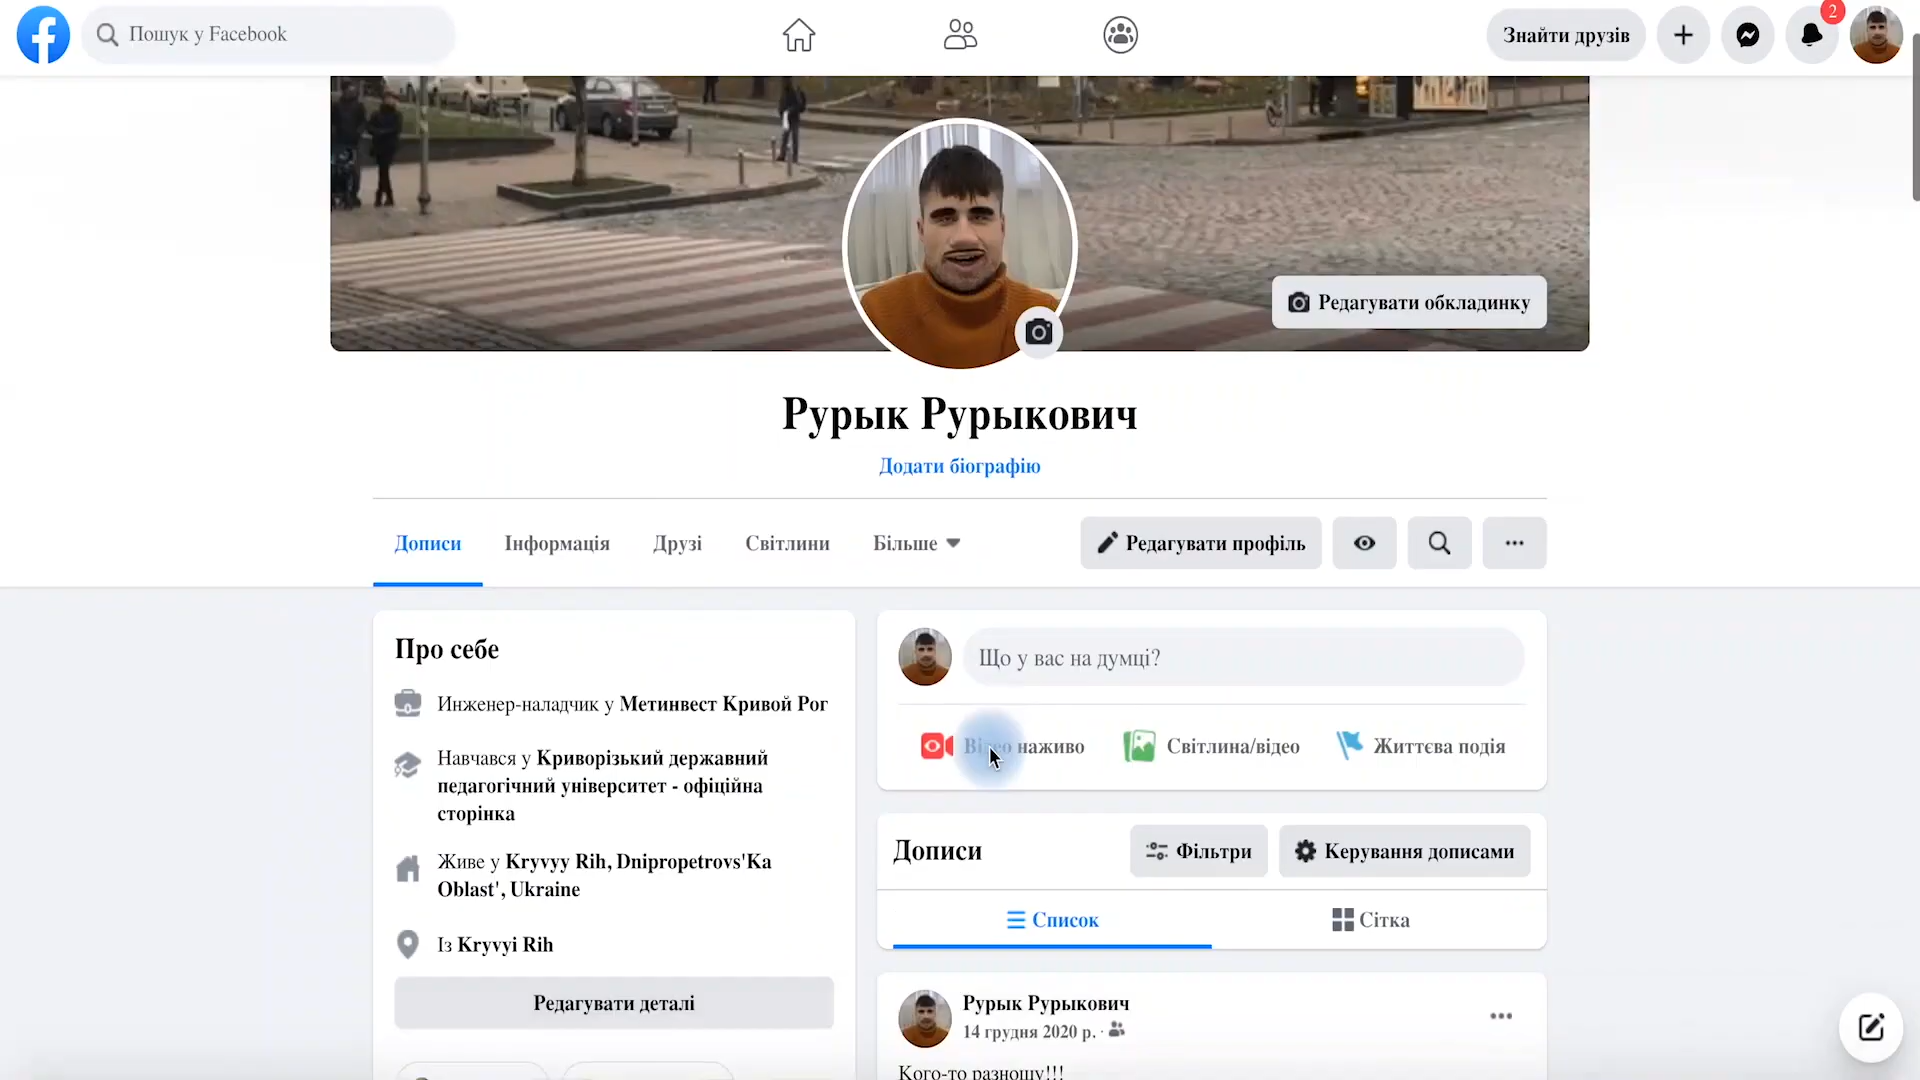 Пошук у Facebook
Знайти друзів
2
Редагувати обкладинку
Рурык Рурыкович
Додати біографію
Дописи
Інформація
Друзі
Світлини
Більше
Редагувати профіль
Про себе
Инженер-наладчик у Метинвест Кривой Рог
Навчався у Криворізький державний
педагогічний університет - офіційна
сторінка
Живе у Kryvyy Rih, Dnipropetrovs'Ka
Oblast', Ukraine
Із Kryvyi Rih
Редагувати деталі
Що у вас на думці?
Відео наживо
Світлина/відео
Життєва подія
Дописи
Фільтри
Керування дописами
Список
Сітка
Рурык Рурыкович
14 грудня 2020 р. ·
Кого-то разношу!!!